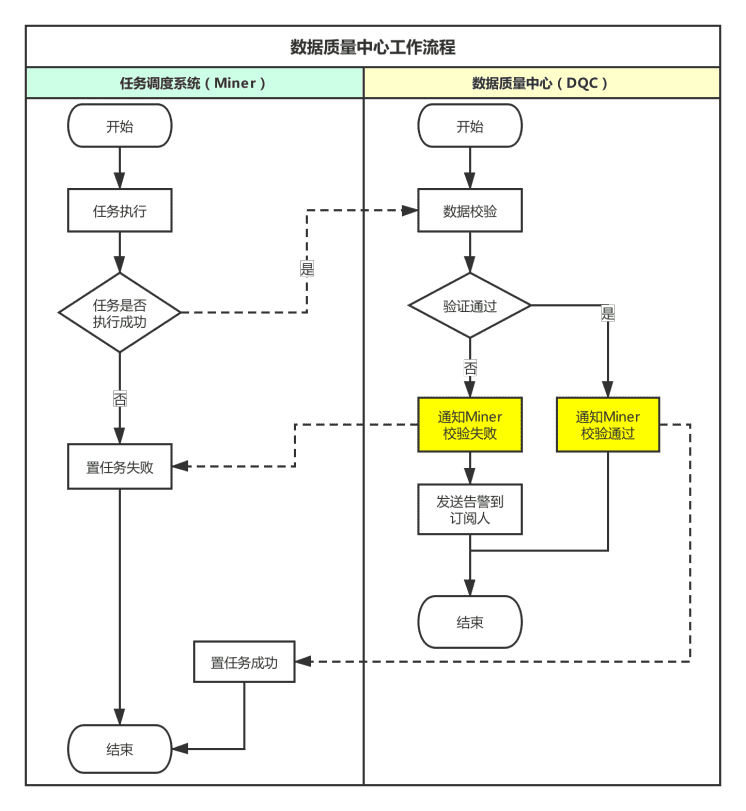 数据质量中心工作流程
任务调度系统（Miner）
数据质量中心（DQC）
开始
任务执行
任务是否
执行成功
是
否
置任务失败
置任务成功
结束
开始
数据校验
验证通过
是
否
通知Miner
校验失败
通知Miner
校验通过
发送告警到
订阅人
结束